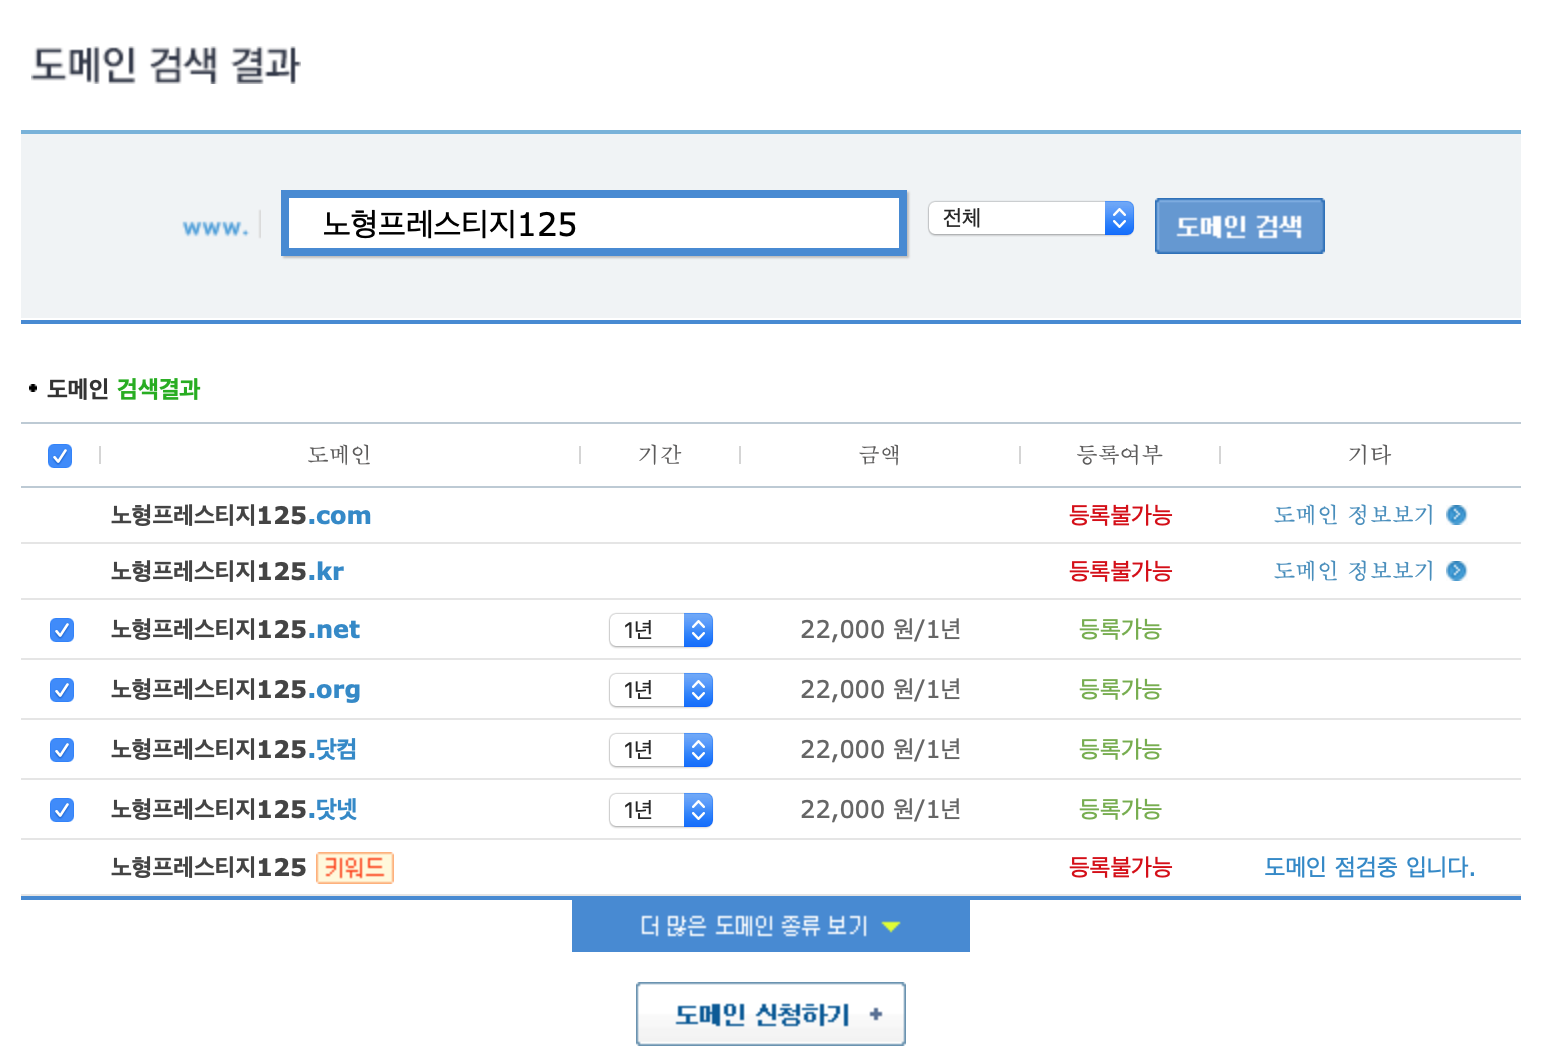 도메인 검색 결과
www. 노형프레스티지125 전체 도메인 검색
도메인 검색결과
도메인 기간 금액 등록여부 기타
노형프레스티지125.com 등록불가능 도메인 정보보기
노형프레스티지125.kr 등록불가능 도메인 정보보기
노형프레스티지125.net 1년 22,000 원/1년 등록가능
노형프레스티지125.org 1년 22,000 원/1년 등록가능
노형프레스티지125.닷컴 1년 22,000 원/1년 등록가능
노형프레스티지125.닷넷 1년 22,000 원/1년 등록가능
노형프레스티지125 키워드 등록불가능 도메인 점검중 입니다.
더 많은 도메인 종류 보기
도메인 신청하기 +